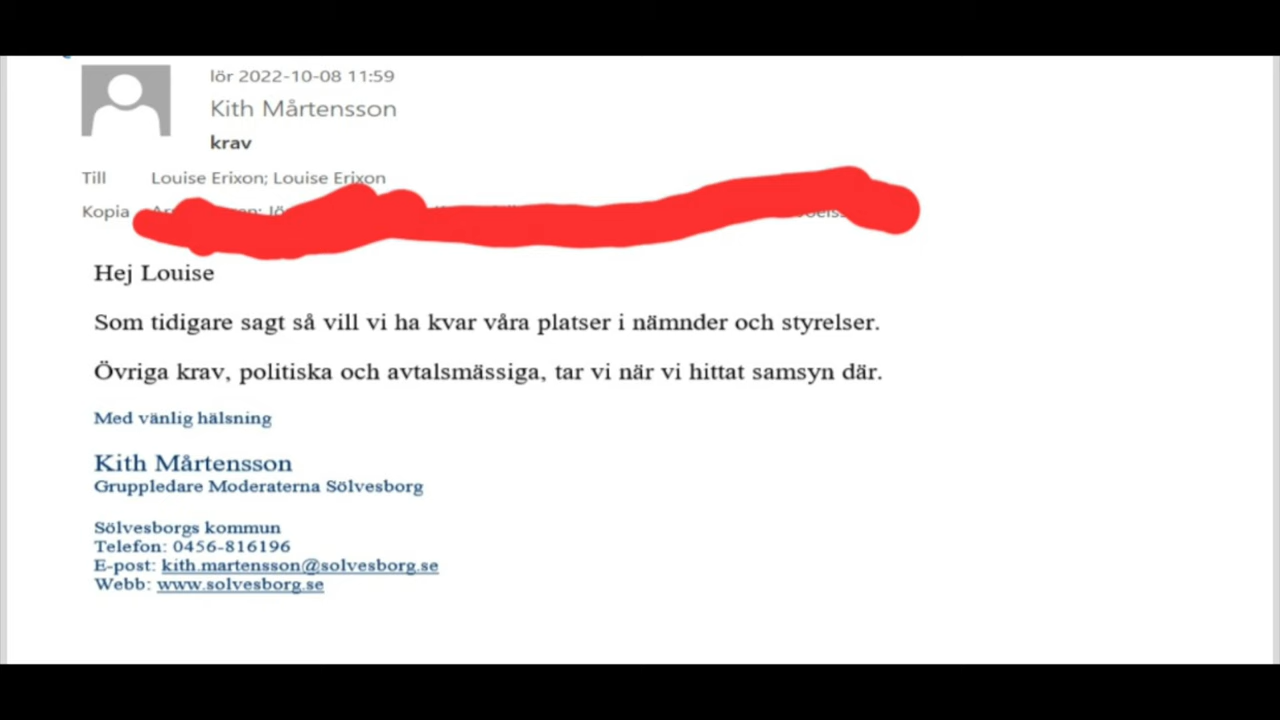 lör 2022-10-08 11:59
Kith Mårtensson
krav
Till Louise Erixon; Louise Erixon
Kopia
Hej Louise
Som tidigare sagt så vill vi ha kvar våra platser i nämnder och styrelser.
Övriga krav, politiska och avtalsmässiga, tar vi när vi hittat samsyn där.
Med vänlig hälsning
Kith Mårtensson
Gruppledare Moderaterna Sölvesborg
Sölvesborgs kommun
Telefon: 0456-816196
E-post: kith.martensson@solvesborg.se
Webb: www.solvesborg.se